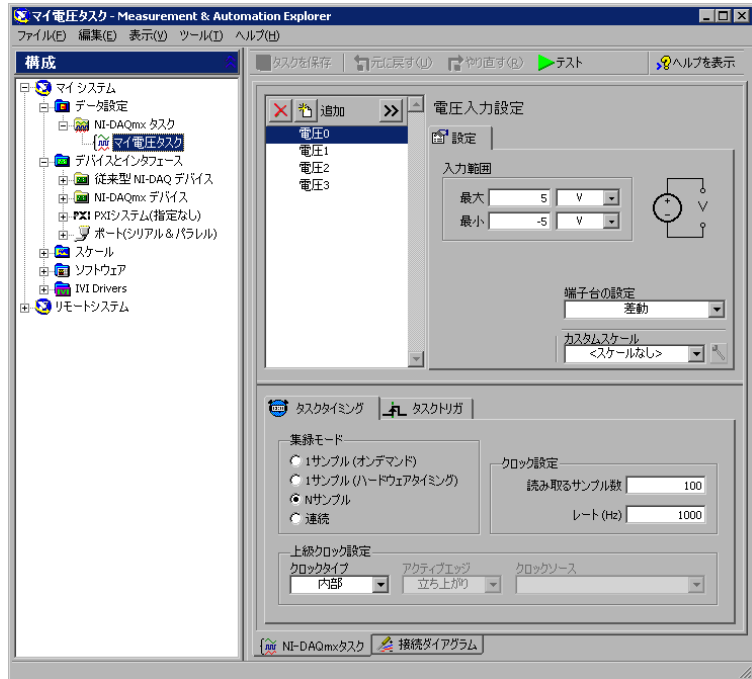 マイ電圧タスク - Measurement & Automation Explorer
ファイル(F) 編集(E) 表示(V) ツール(T) ヘルプ(H)
構成
タスクを保存 元に戻す(U) やり直す(R) テスト ヘルプを表示
マイ システム
データ設定
NI-DAQmx タスク
マイ電圧タスク
デバイスとインタフェース
従来型 NI-DAQ デバイス
NI-DAQmx デバイス
PXI PXIシステム(指定なし)
ポート(シリアル&パラレル)
スケール
ソフトウェア
IVI Drivers
リモートシステム
追加 >>
電圧0
電圧1
電圧2
電圧3
電圧入力設定
設定
入力範囲
最大 5 V
最小 -5 V
V
端子台の設定
差動
カスタムスケール
<スケールなし>
タスクタイミング タスクトリガ
集録モード
1サンプル (オンデマンド)
1サンプル (ハードウェアタイミング)
Nサンプル
連続
クロック設定
読み取るサンプル数 100
レート (Hz) 1000
上級クロック設定
クロックタイプ アクティブエッジ クロックソース
内部 立ち上がり
NI-DAQmxタスク 接続ダイアグラム